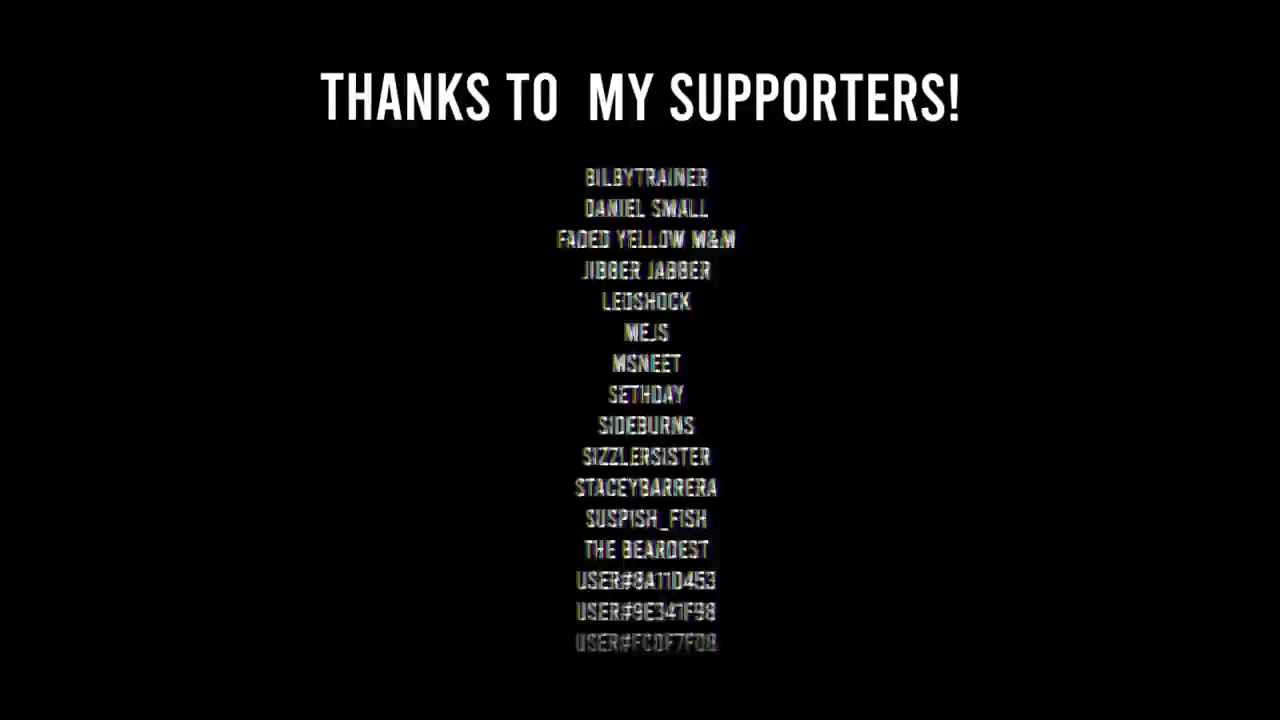 THANKS TO MY SUPPORTERS!
BILBYTRAINER
DANIEL SMALL
FADED YELLOW M&M
JIBBER JABBER
LEDSHOCK
MEJS
MSNEET
SETHDAY
SIDEBURNS
SIZZLERSISTER
STACEYBARRERA
SUSPISH_FISH
THE BEARDEST
USER#8A11D453
USER#9E341F98